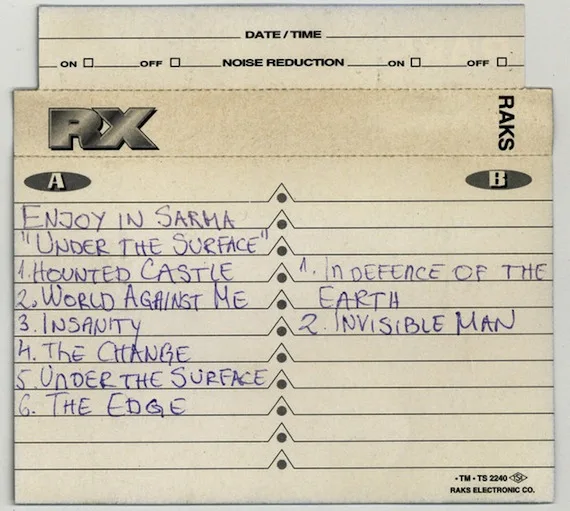 DATE / TIME
ON OFF NOISE REDUCTION ON OFF
RX
RAKS
A
B
ENJOY IN SARMA
"UNDER THE SURFACE"
1. HOUNTED CASTLE
2. WORLD AGAINST ME
3. INSANITY
4. ThE CHANGE
5. UNDER THE SURFACE
6. THE EDGE
1. In DEFENCE OF THE
EARTH
2. INVISIBLE MAN
• TM • TS 2240 TSE
RAKS ELECTRONIC CO.